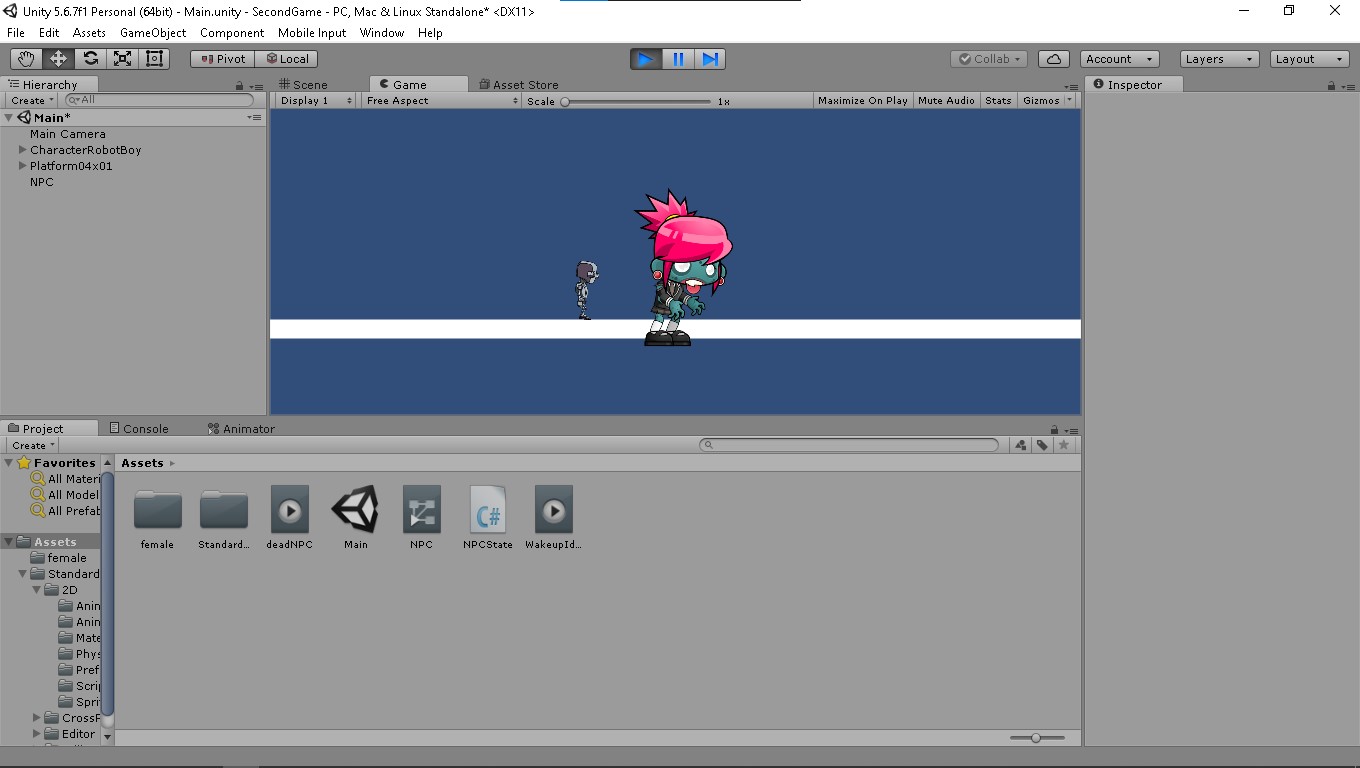 Unity 5.6.7f1 Personal (64bit) - Main.unity - SecondGame - PC, Mac & Linux Standalone* <DX11>
File Edit Assets GameObject Component Mobile Input Window Help
Pivot Local Collab Account Layers Layout
Hierarchy Scene Game Asset Store Inspector
Create All Display 1 Free Aspect Scale 1x Maximize On Play Mute Audio Stats Gizmos
Main*
Main Camera
CharacterRobotBoy
Platform04x01
NPC
Project Console Animator
Create
Favorites Assets
All Materi
All Model
All Prefab
Assets
female
Standard
2D
Anin
Anin
Mate
Phys
Pref
Scrip
Sprit
CrossF
Editor
female Standard... deadNPC Main NPC NPCState WakeupId...
C#